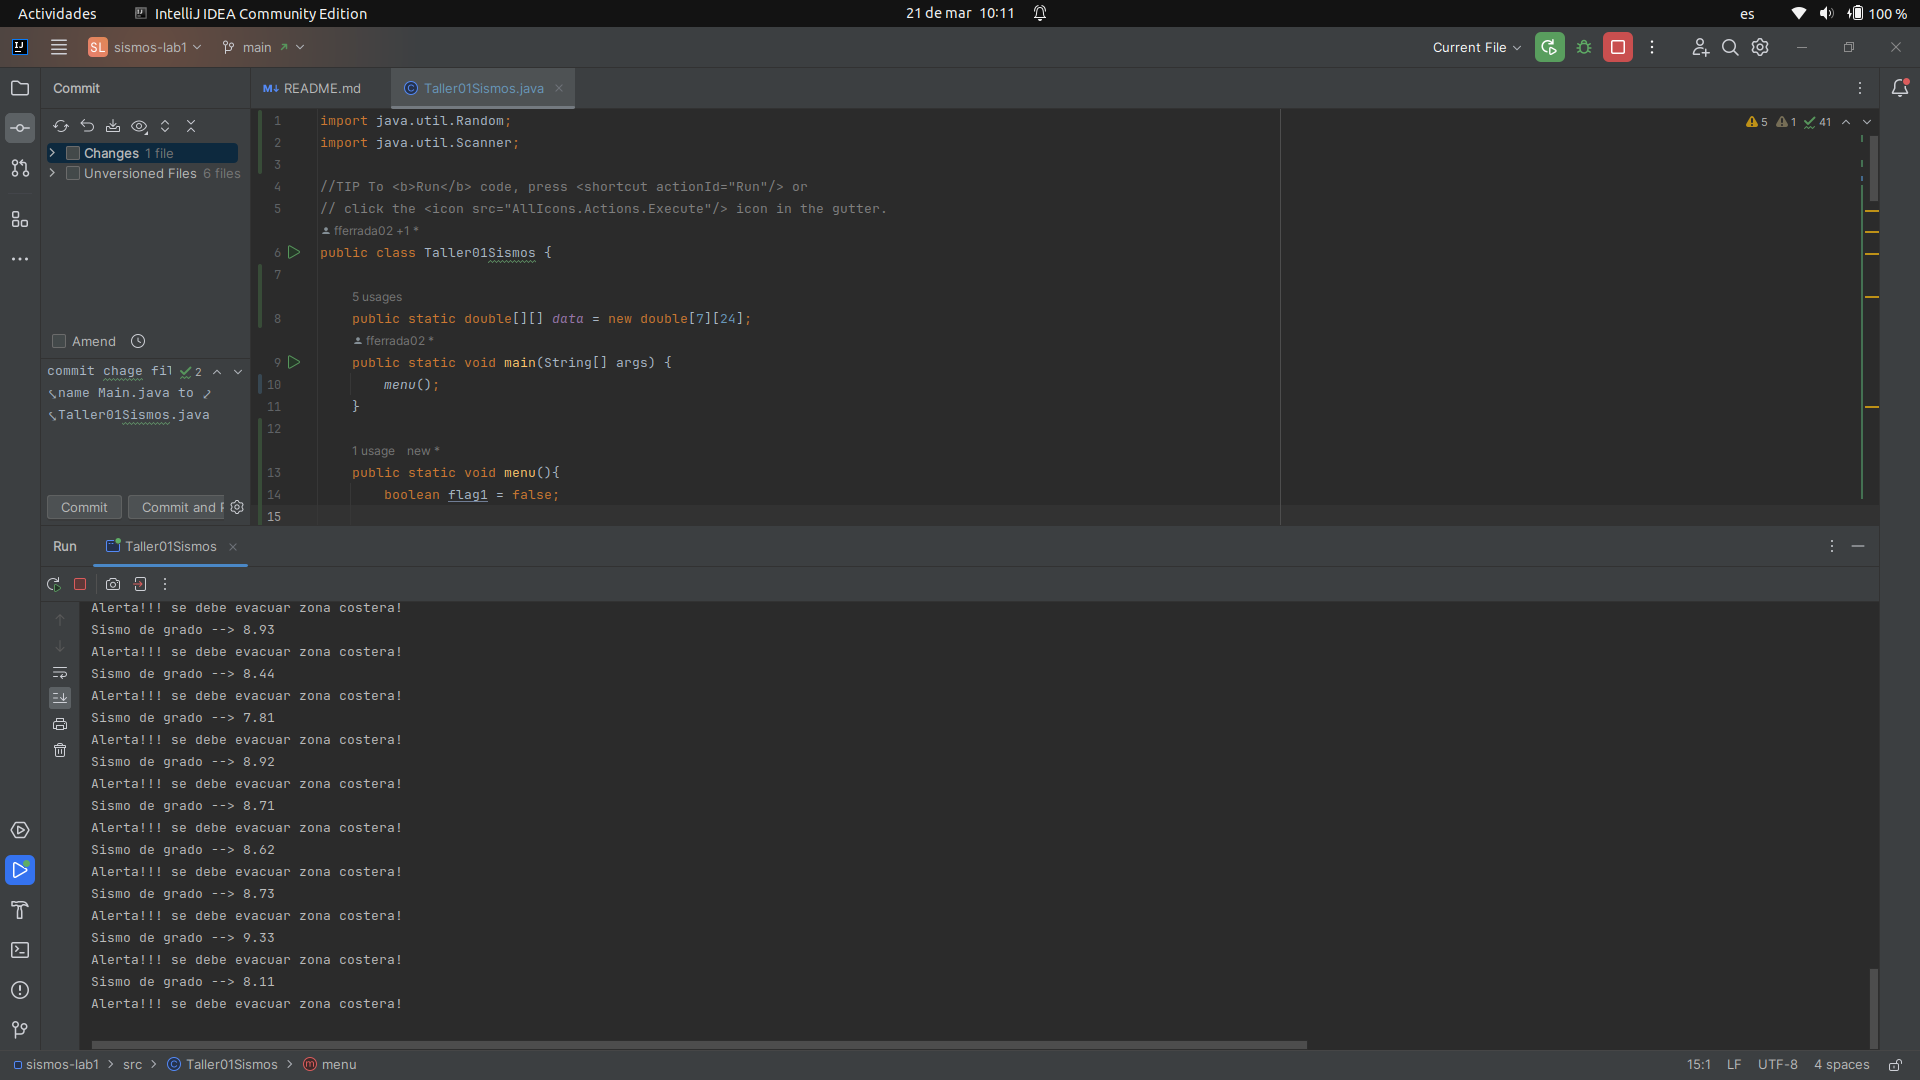 Actividades IntelliJ IDEA Community Edition 21 de mar 10:11 es 100 %
SL sismos-lab1 main Current File
Commit README.md Taller01Sismos.java
Changes 1 file
Unversioned Files 6 files
Amend
commit chage fil 2
name Main.java to
Taller01Sismos.java
Commit Commit and P
5 1 41
1 import java.util.Random;
2 import java.util.Scanner;
3
4 //TIP To <b>Run</b> code, press <shortcut actionId="Run"/> or
5 // click the <icon src="AllIcons.Actions.Execute"/> icon in the gutter.
fferrada02 +1 *
6 public class Taller01Sismos {
7
5 usages
8 public static double[][] data = new double[7][24];
fferrada02 *
9 public static void main(String[] args) {
10 menu();
11 }
12
1 usage new *
13 public static void menu(){
14 boolean flag1 = false;
15
Run Taller01Sismos
Alerta!!! se debe evacuar zona costera!
Sismo de grado --> 8.93
Alerta!!! se debe evacuar zona costera!
Sismo de grado --> 8.44
Alerta!!! se debe evacuar zona costera!
Sismo de grado --> 7.81
Alerta!!! se debe evacuar zona costera!
Sismo de grado --> 8.92
Alerta!!! se debe evacuar zona costera!
Sismo de grado --> 8.71
Alerta!!! se debe evacuar zona costera!
Sismo de grado --> 8.62
Alerta!!! se debe evacuar zona costera!
Sismo de grado --> 8.73
Alerta!!! se debe evacuar zona costera!
Sismo de grado --> 9.33
Alerta!!! se debe evacuar zona costera!
Sismo de grado --> 8.11
Alerta!!! se debe evacuar zona costera!
sismos-lab1 > src > Taller01Sismos > menu 15:1 LF UTF-8 4 spaces